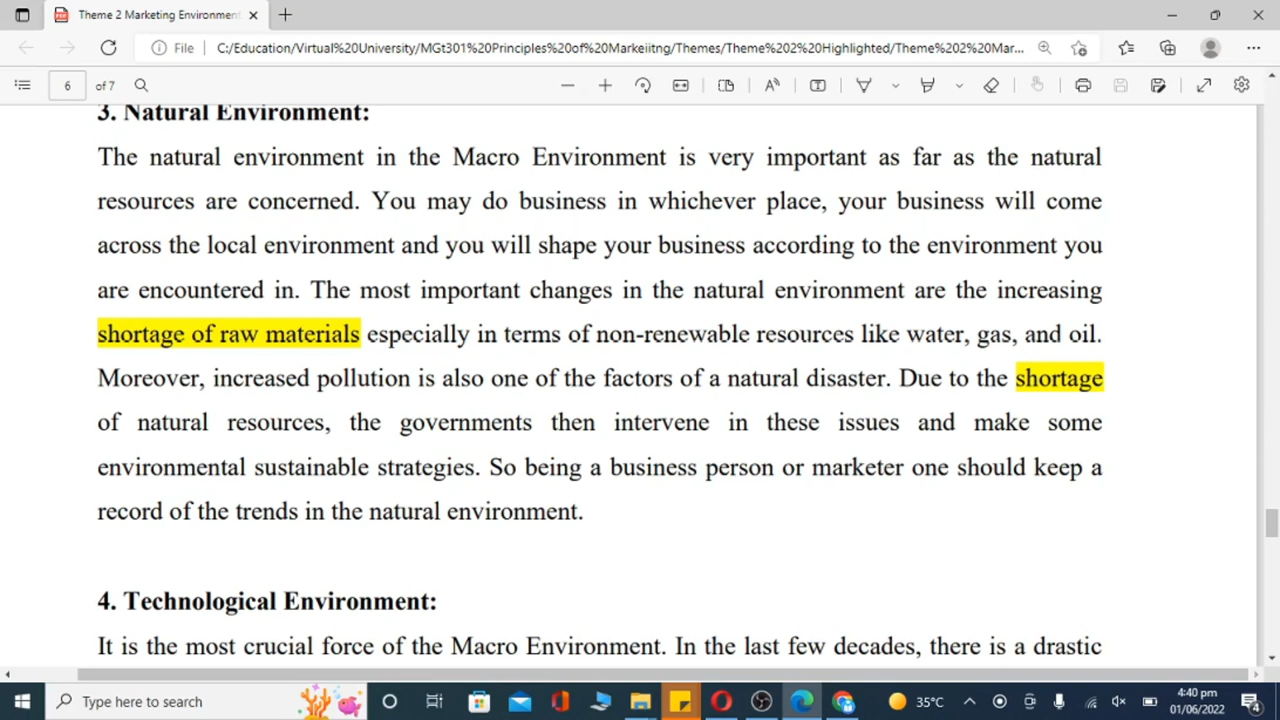 Theme 2 Marketing Environment
File C:/Education/Virtual%20University/MGt301%20Principles%20of%20Markeiitng/Themes/Theme%202%20Highlighted/Theme%202%20Mar...
6 of 7
3. Natural Environment:
The natural environment in the Macro Environment is very important as far as the natural
resources are concerned. You may do business in whichever place, your business will come
across the local environment and you will shape your business according to the environment you
are encountered in. The most important changes in the natural environment are the increasing
shortage of raw materials especially in terms of non-renewable resources like water, gas, and oil.
Moreover, increased pollution is also one of the factors of a natural disaster. Due to the shortage
of natural resources, the governments then intervene in these issues and make some
environmental sustainable strategies. So being a business person or marketer one should keep a
record of the trends in the natural environment.
4. Technological Environment:
It is the most crucial force of the Macro Environment. In the last few decades, there is a drastic
Type here to search 35°C 4:40 pm
01/06/2022 4